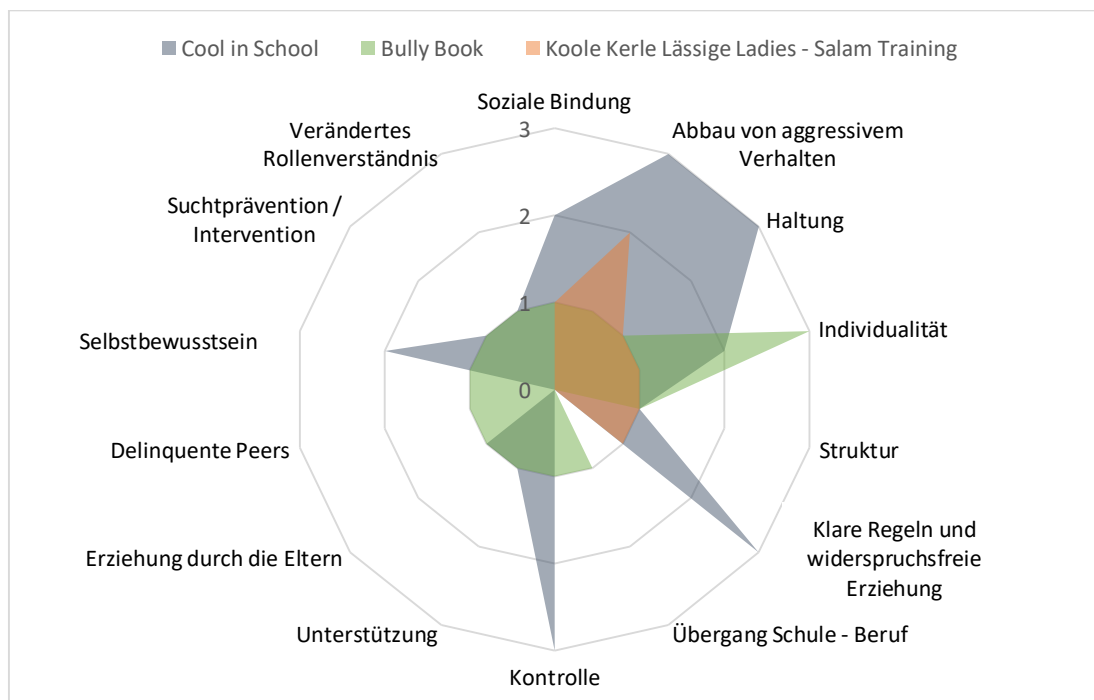 Cool in School
Bully Book
Koole Kerle Lässige Ladies - Salam Training
Soziale Bindung
Abbau von aggressivem
Verhalten
Haltung
Individualität
Struktur
Klare Regeln und
widerspruchsfreie
Erziehung
Übergang Schule - Beruf
Kontrolle
Unterstützung
Erziehung durch die Eltern
Delinquente Peers
Selbstbewusstsein
Suchtprävention /
Intervention
Verändertes
Rollenverständnis
3
2
1
0